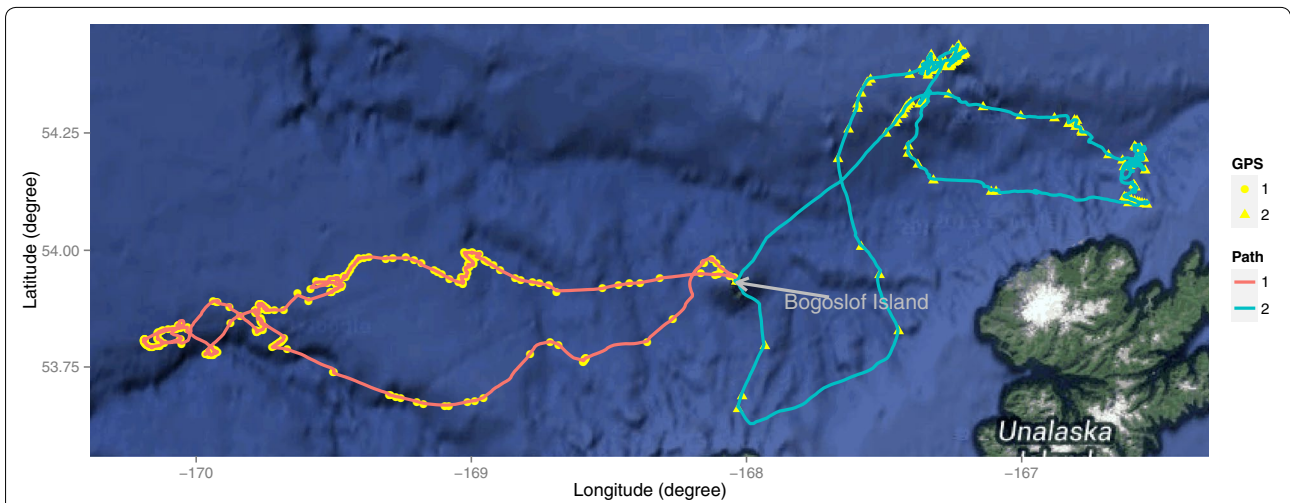 54.25
54.00
53.75
Latitude (degree)
−170
−169
−168
−167
Longitude (degree)
Bogoslof Island
Unalaska
GPS
1
2
Path
1
2